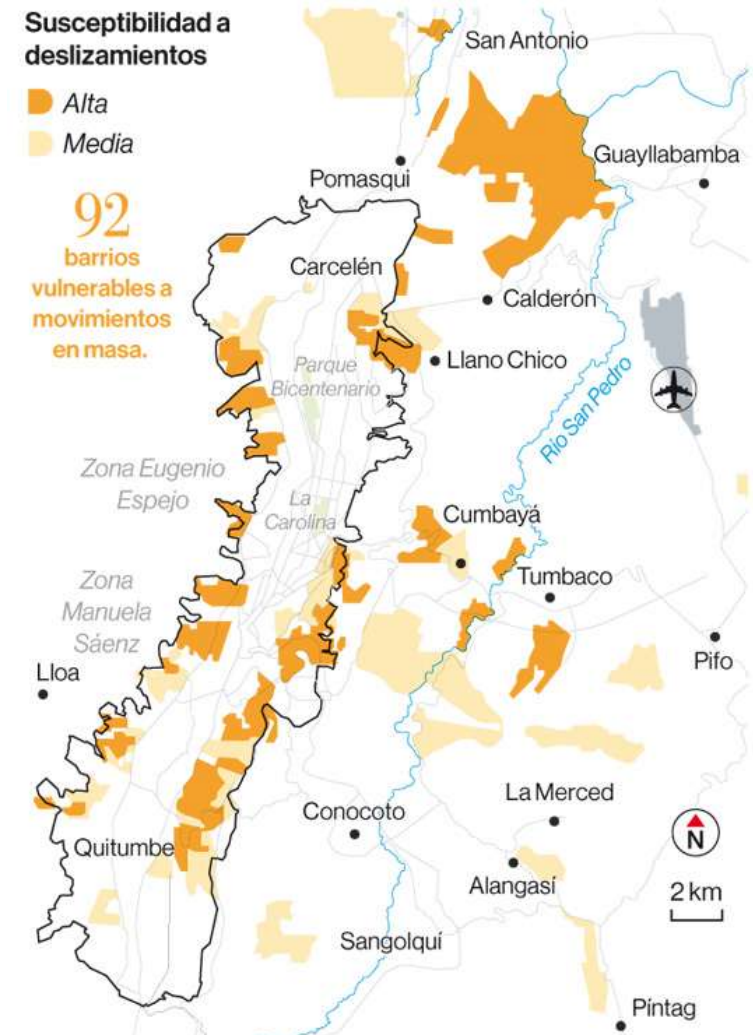 Susceptibilidad a
deslizamientos
Alta
Media
92
barrios
vulnerables a
movimientos
en masa.
San Antonio
Guayllabamba
Pomasqui
Carcelén
Calderón
Llano Chico
Parque
Bicentenario
Río San Pedro
Zona Eugenio
Espejo
La
Carolina
Cumbayá
Zona
Manuela
Sáenz
Tumbaco
Pifo
Lloa
La Merced
Conocoto
N
Quitumbe
Alangasí
2 km
Sangolquí
Píntag